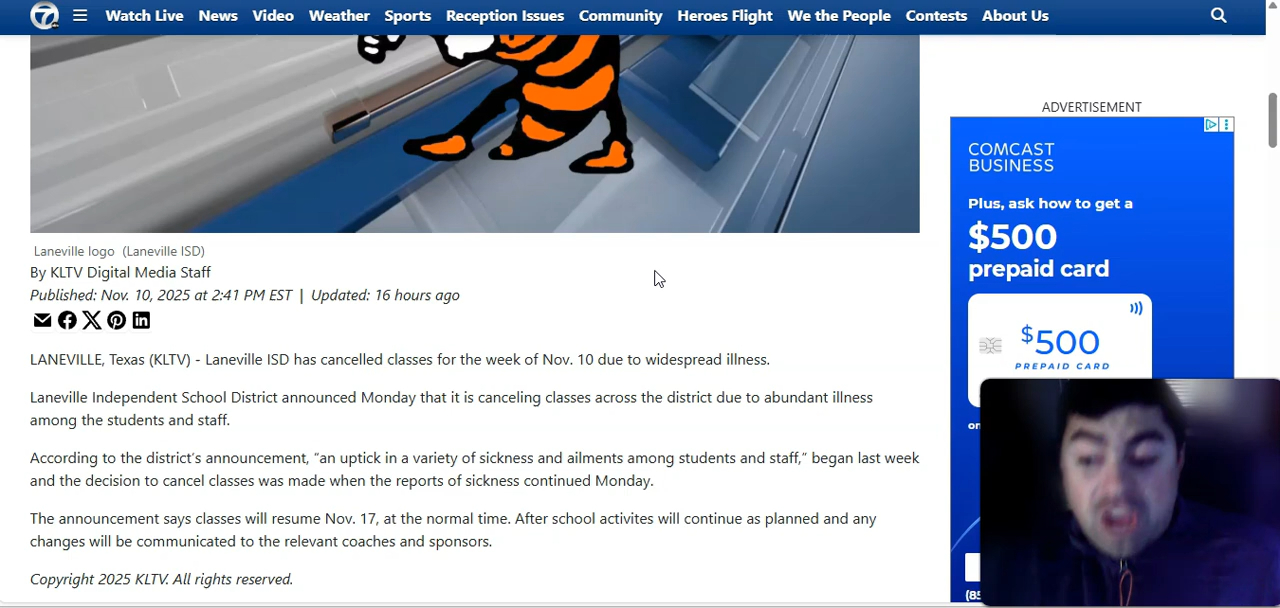 7
Watch Live News Video Weather Sports Reception Issues Community Heroes Flight We the People Contests About Us
ADVERTISEMENT
COMCAST
BUSINESS
Plus, ask how to get a
$500
prepaid card
$500
PREPAID CARD
Laneville logo (Laneville ISD)
By KLTV Digital Media Staff
Published: Nov. 10, 2025 at 2:41 PM EST | Updated: 16 hours ago
LANEVILLE, Texas (KLTV) - Laneville ISD has cancelled classes for the week of Nov. 10 due to widespread illness.
Laneville Independent School District announced Monday that it is canceling classes across the district due to abundant illness
among the students and staff.
According to the district's announcement, “an uptick in a variety of sickness and ailments among students and staff,” began last week
and the decision to cancel classes was made when the reports of sickness continued Monday.
The announcement says classes will resume Nov. 17, at the normal time. After school activites will continue as planned and any
changes will be communicated to the relevant coaches and sponsors.
Copyright 2025 KLTV. All rights reserved.